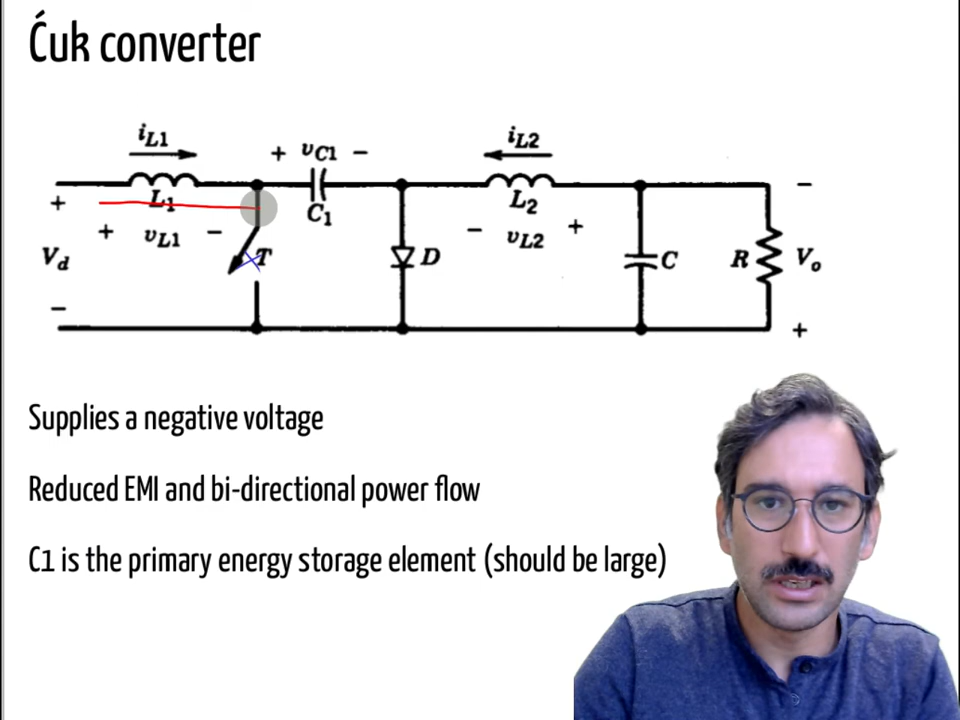 Ćuk converter
iL1
+ vC1 −
iL2
L1
C1
L2
+
−
+ vL1 −
− vL2 +
Vd
T
D
C
R
Vo
−
+
Supplies a negative voltage
Reduced EMI and bi-directional power flow
C1 is the primary energy storage element (should be large)